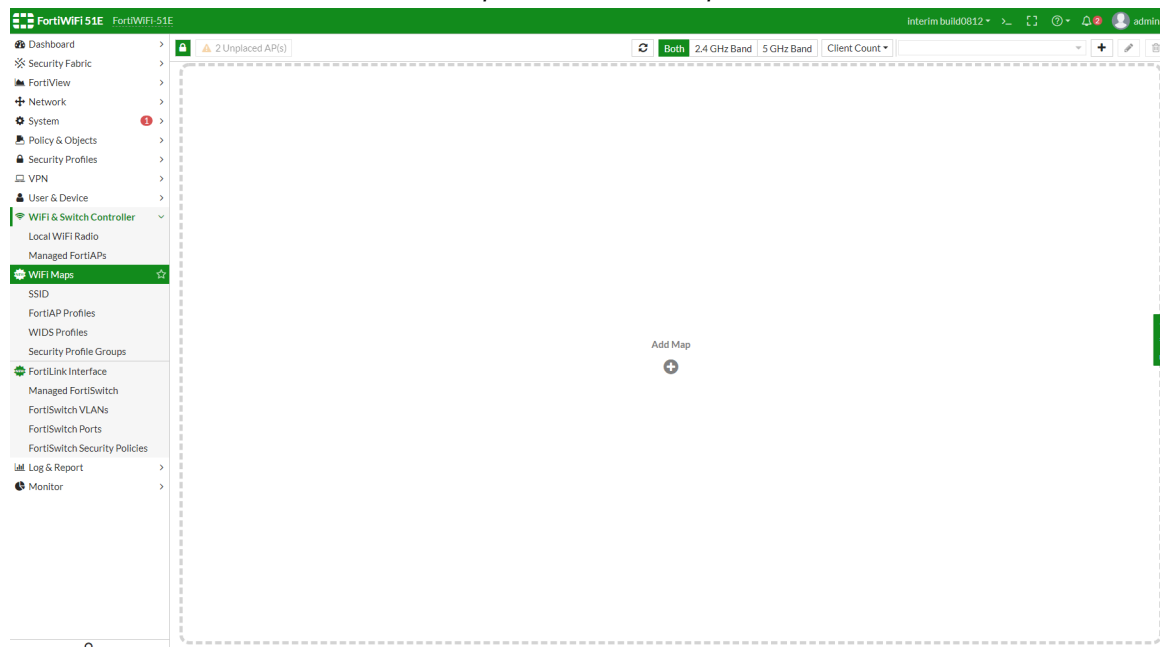 FortiWiFi 51E FortiWiFi-51E interim build0812 >_ 2 admin
Dashboard
Security Fabric
FortiView
Network
System 1
Policy & Objects
Security Profiles
VPN
User & Device
WiFi & Switch Controller
Local WiFi Radio
Managed FortiAPs
WiFi Maps
SSID
FortiAP Profiles
WIDS Profiles
Security Profile Groups
FortiLink Interface
Managed FortiSwitch
FortiSwitch VLANs
FortiSwitch Ports
FortiSwitch Security Policies
Log & Report
Monitor
2 Unplaced AP(s) Both 2.4 GHz Band 5 GHz Band Client Count
Add Map